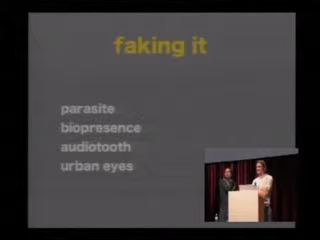 faking it
parasite
biopresence
audiotooth
urban eyes